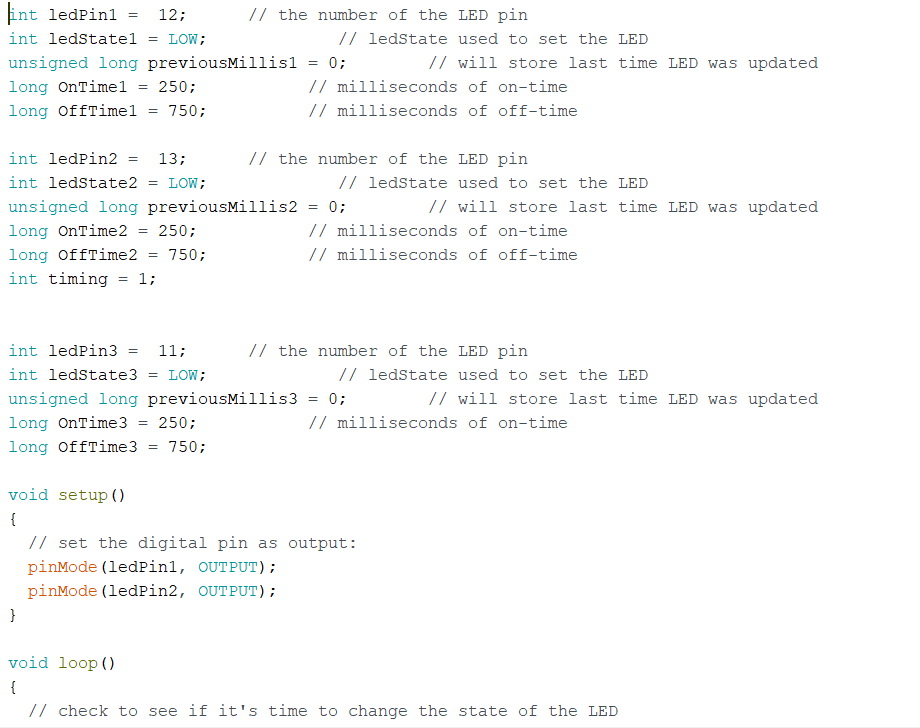 int ledPin1 =  12;      // the number of the LED pin
int ledState1 = LOW;             // ledState used to set the LED
unsigned long previousMillis1 = 0;        // will store last time LED was updated
long OnTime1 = 250;           // milliseconds of on-time
long OffTime1 = 750;          // milliseconds of off-time

int ledPin2 =  13;      // the number of the LED pin
int ledState2 = LOW;             // ledState used to set the LED
unsigned long previousMillis2 = 0;        // will store last time LED was updated
long OnTime2 = 250;           // milliseconds of on-time
long OffTime2 = 750;          // milliseconds of off-time
int timing = 1;


int ledPin3 =  11;      // the number of the LED pin
int ledState3 = LOW;             // ledState used to set the LED
unsigned long previousMillis3 = 0;        // will store last time LED was updated
long OnTime3 = 250;           // milliseconds of on-time
long OffTime3 = 750;

void setup()
{
  // set the digital pin as output:
  pinMode(ledPin1, OUTPUT);
  pinMode(ledPin2, OUTPUT);
}

void loop()
{
  // check to see if it's time to change the state of the LED